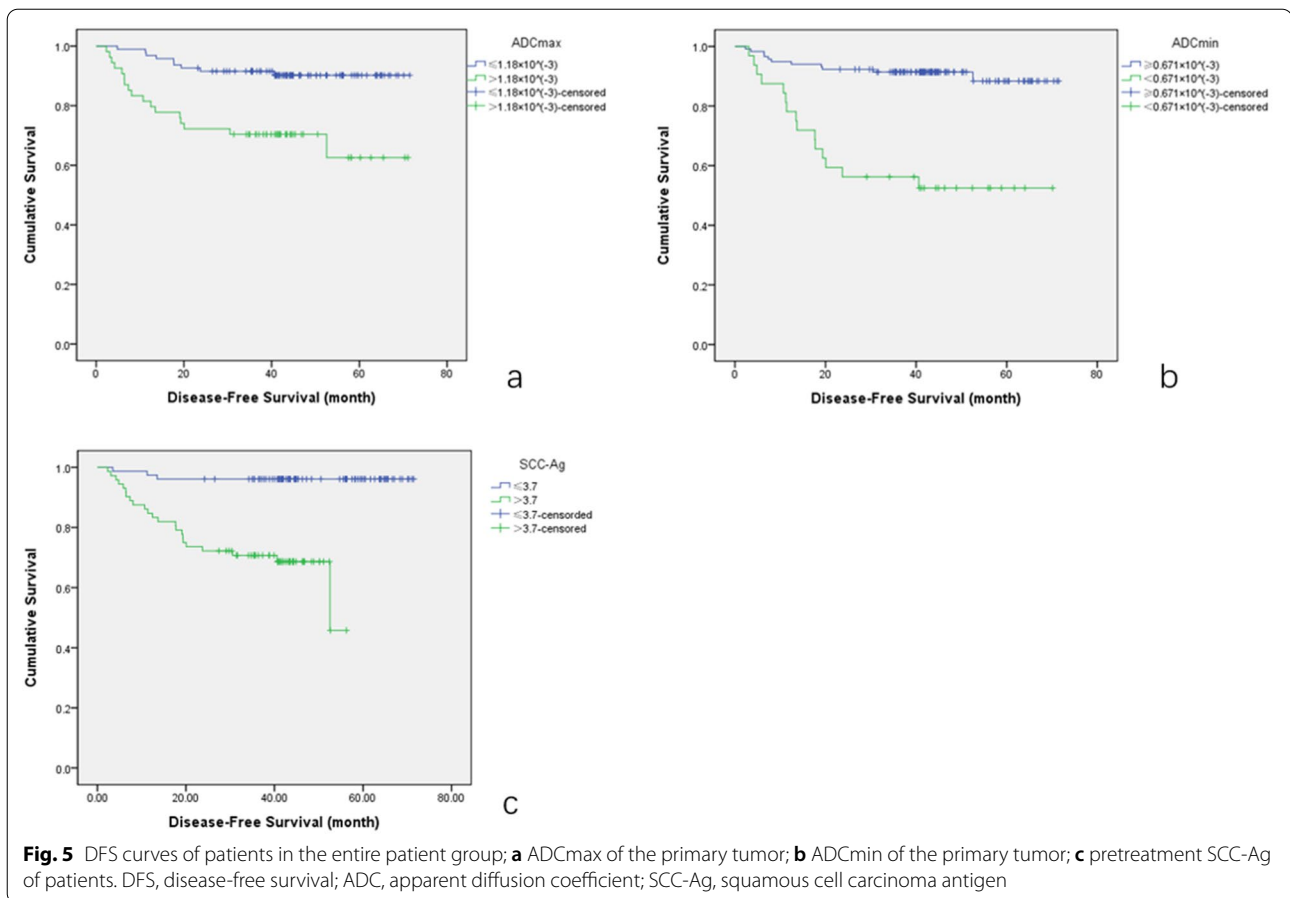 ADCmax
≤1.18×10^(-3)
>1.18×10^(-3)
≤1.18×10^(-3)-censored
>1.18×10^(-3)-censored
1.0
0.8
0.6
0.4
0.2
0.0
Cumulative Survival
0 20 40 60 80
Disease-Free Survival (month)
a
ADCmin
≥0.671×10^(-3)
<0.671×10^(-3)
≥0.671×10^(-3)-censored
<0.671×10^(-3)-censored
1.0
0.8
0.6
0.4
0.2
0.0
Cumulative Survival
0 20 40 60 80
Disease-Free Survival (month)
b
SCC-Ag
≤3.7
>3.7
≤3.7-censorded
>3.7-censored
1.0
0.8
0.6
0.4
0.2
0.0
Cumulative Survival
0.00 20.00 40.00 60.00 80.00
Disease-Free Survival (month)
c
Fig. 5 DFS curves of patients in the entire patient group; a ADCmax of the primary tumor; b ADCmin of the primary tumor; c pretreatment SCC-Ag
of patients. DFS, disease-free survival; ADC, apparent diffusion coefficient; SCC-Ag, squamous cell carcinoma antigen